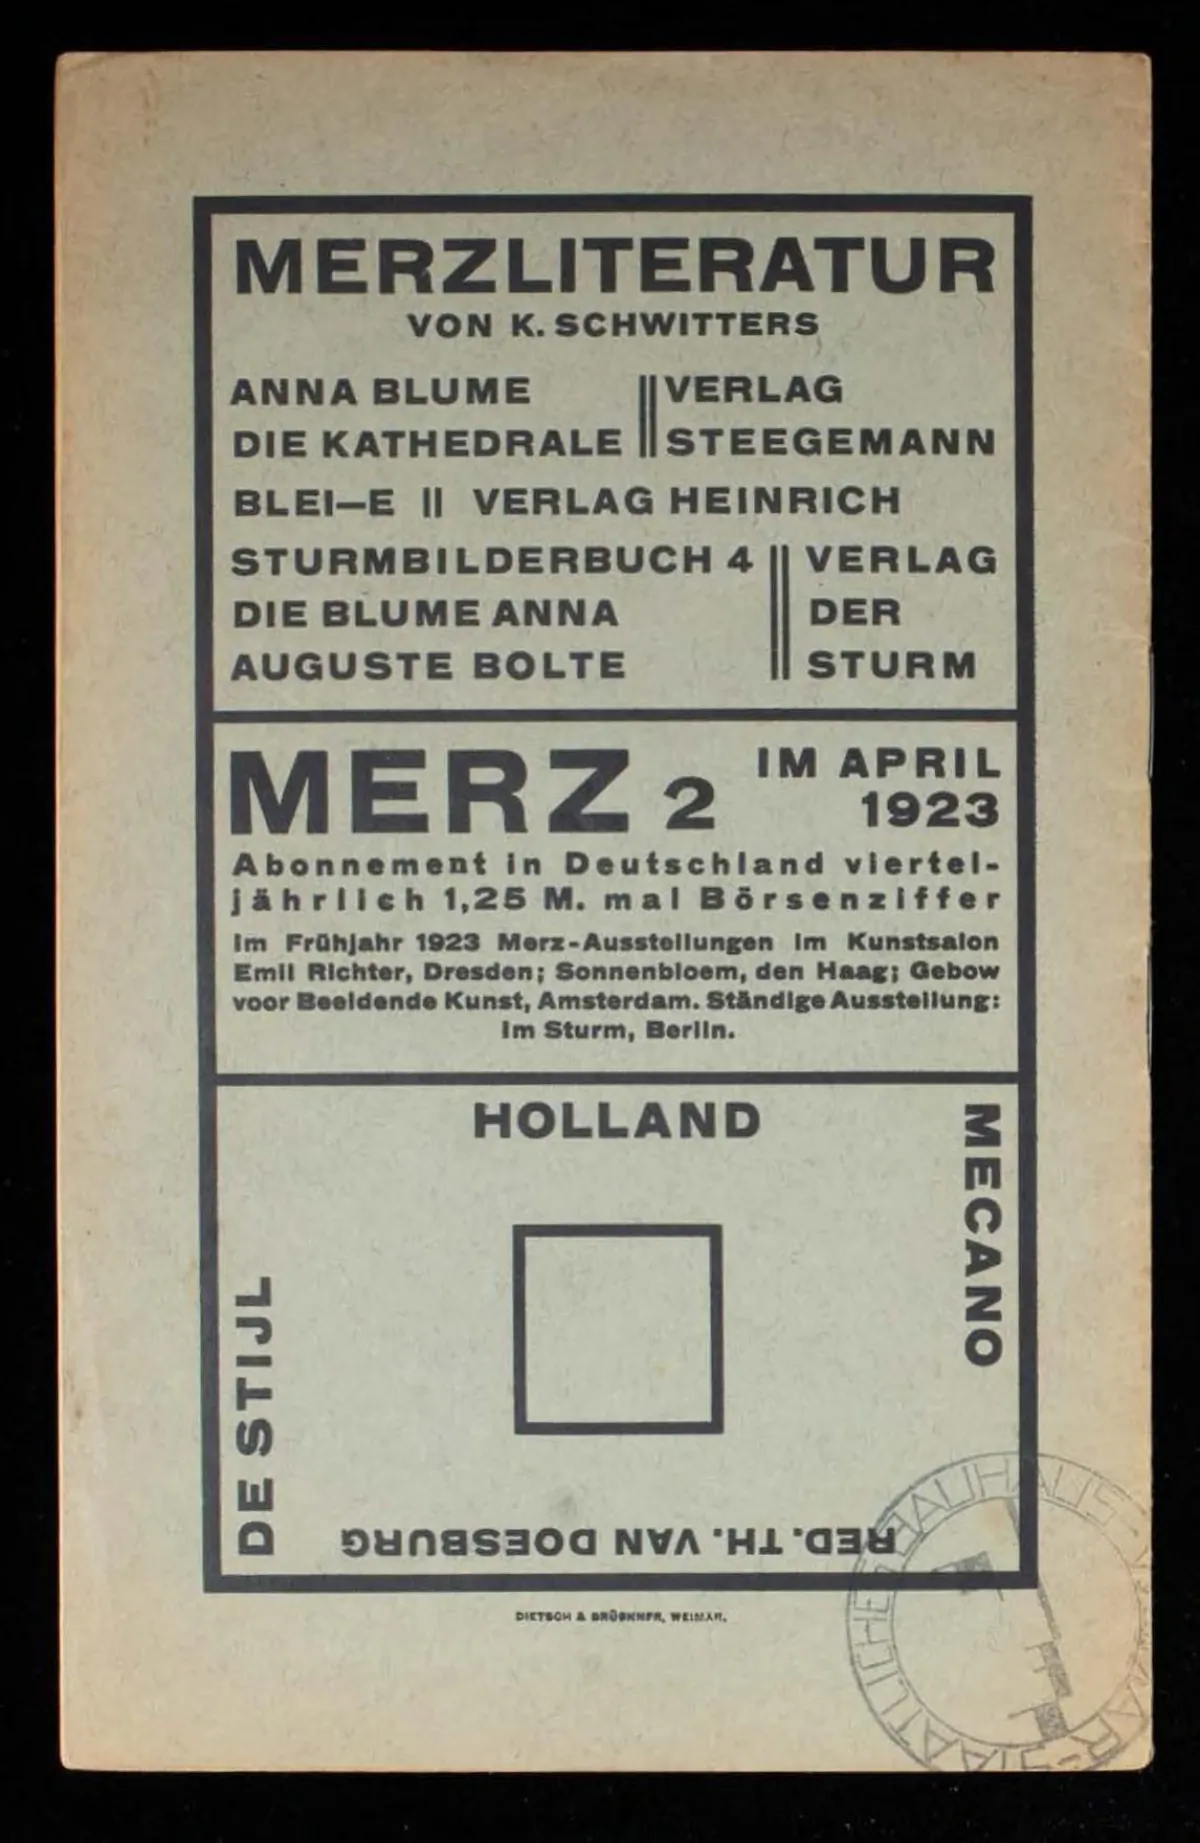 MERZLITERATUR
VON K. SCHWITTERS
ANNA BLUME || VERLAG
DIE KATHEDRALE || STEEGEMANN
BLEI—E || VERLAG HEINRICH
STURMBILDERBUCH 4 || VERLAG
DIE BLUME ANNA || DER
AUGUSTE BOLTE || STURM
MERZ 2 IM APRIL
1923
Abonnement in Deutschland viertel-
jährlich 1,25 M. mal Börsenziffer
Im Frühjahr 1923 Merz-Ausstellungen im Kunstsalon
Emil Richter, Dresden; Sonnenbloem, den Haag; Gebow
voor Beeldende Kunst, Amsterdam. Ständige Ausstellung:
Im Sturm, Berlin.
HOLLAND
MECANO
DE STIJL
RED. TH. VAN DOESBURG
DIETSCH & BRÜCKNER, WEIMAR.
STAATLICHES BAUHAUS